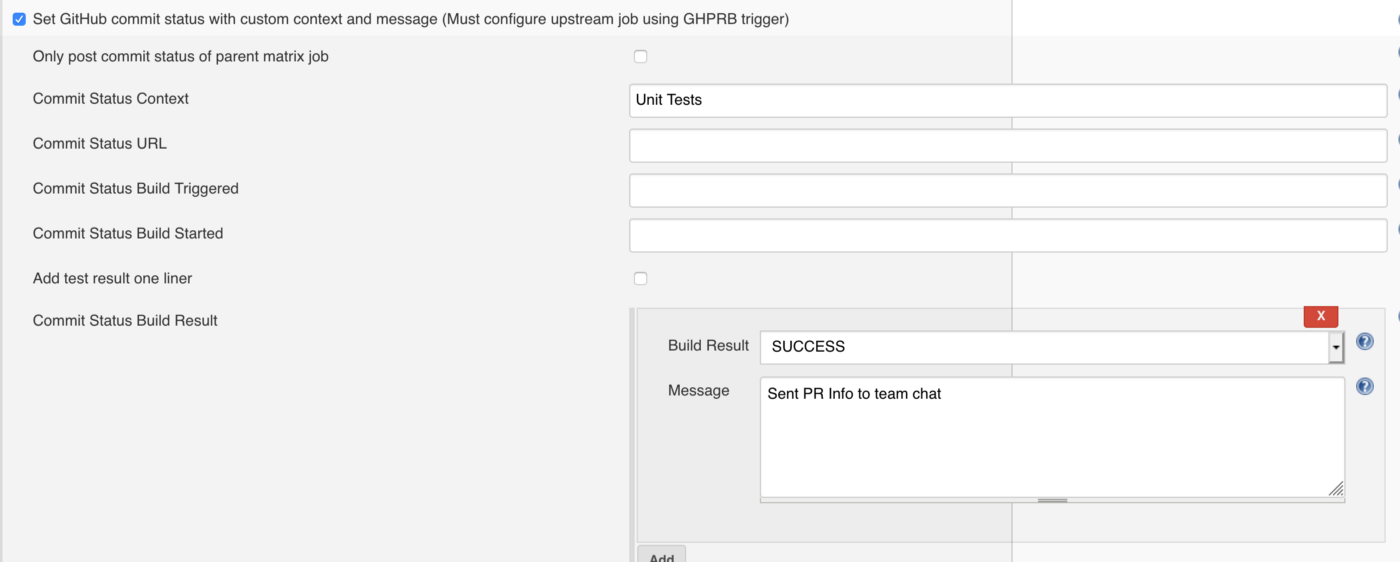 Set GitHub commit status with custom context and message (Must configure upstream job using GHPRB trigger)
Only post commit status of parent matrix job
Commit Status Context
Unit Tests
Commit Status URL
Commit Status Build Triggered
Commit Status Build Started
Add test result one liner
Commit Status Build Result
X
Build Result
SUCCESS
?
Message
Sent PR Info to team chat
?
Add